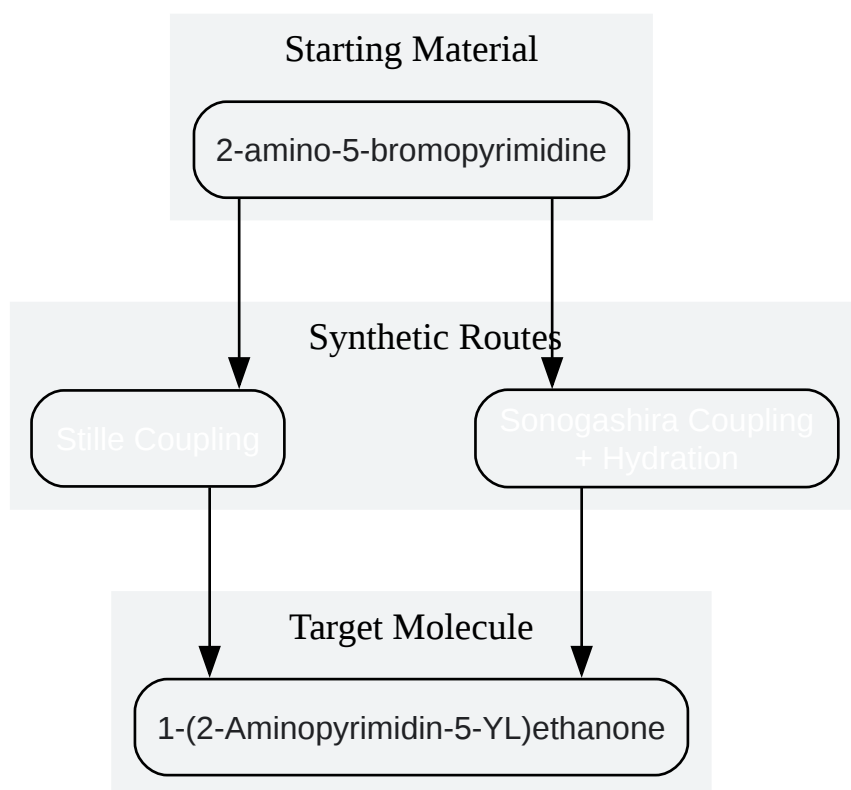 Starting Material
2-amino-5-bromopyrimidine
Synthetic Routes
Stille Coupling
Sonogashira Coupling
+ Hydration
Target Molecule
1-(2-Aminopyrimidin-5-YL)ethanone